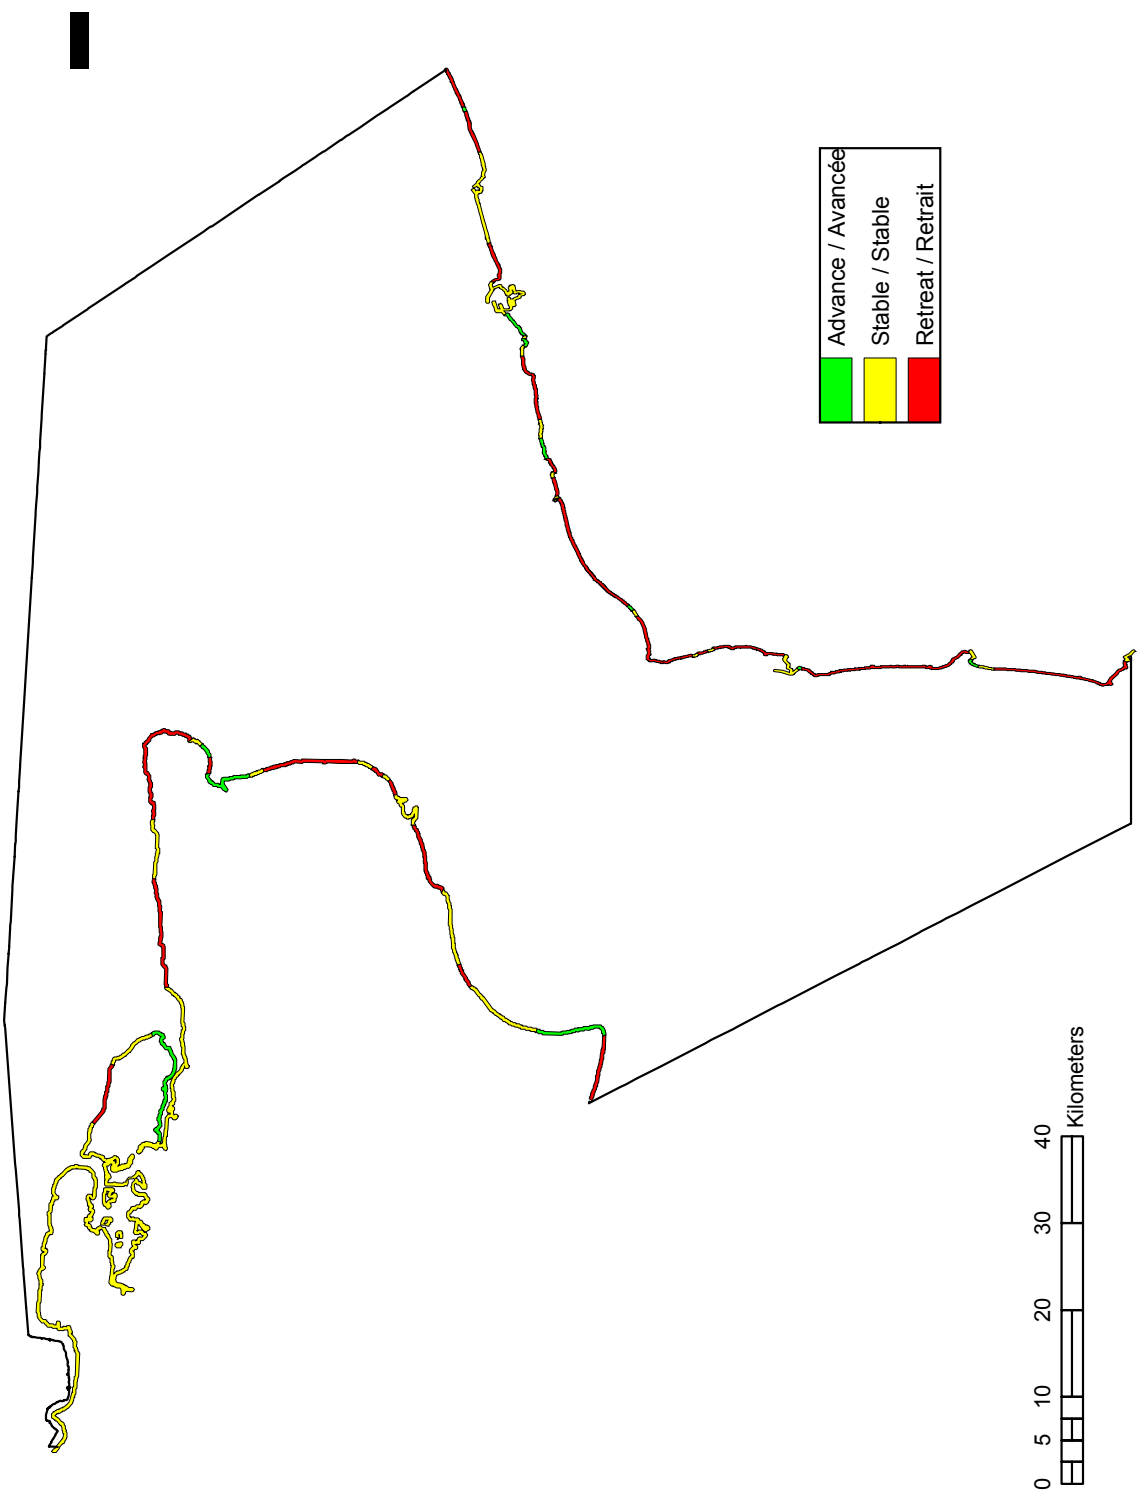 Advance / Avancée
Stable / Stable
Retreat / Retrait
0 5 10 20 30 40
Kilometers